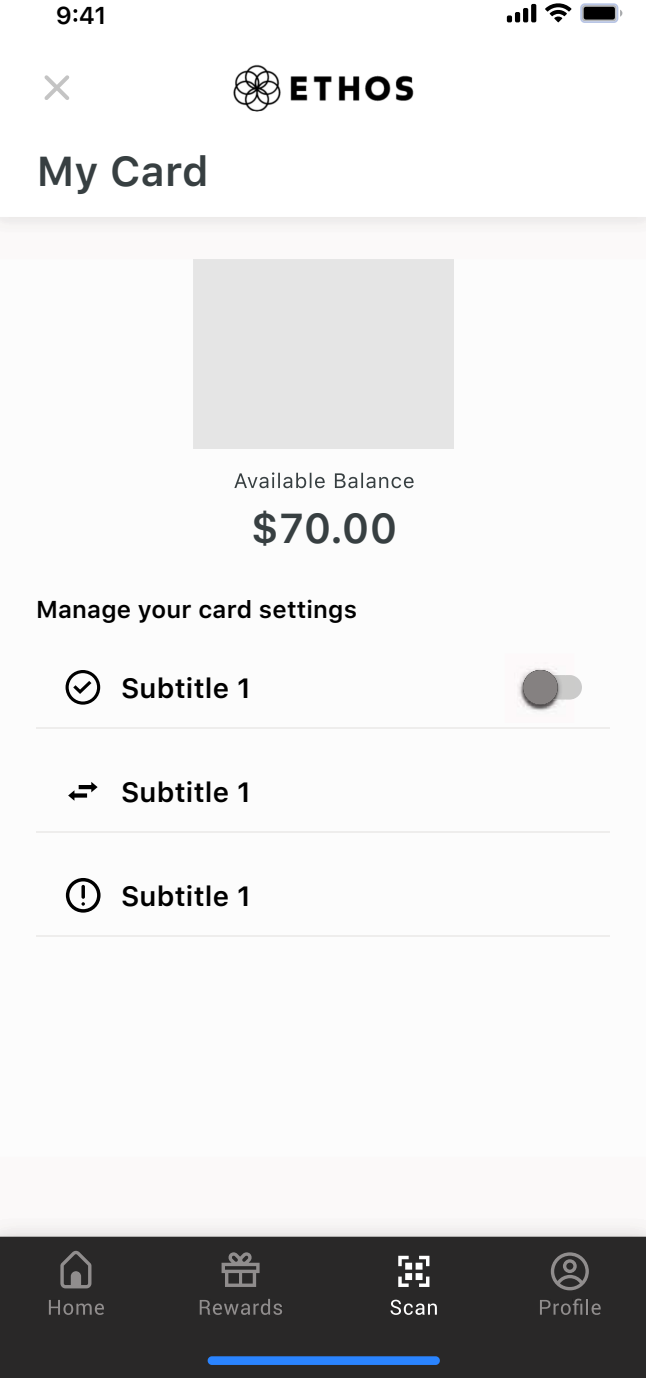 9:41
ETHOS
My Card
Available Balance
$70.00
Manage your card settings
Subtitle 1
Subtitle 1
Subtitle 1
Home Rewards Scan Profile